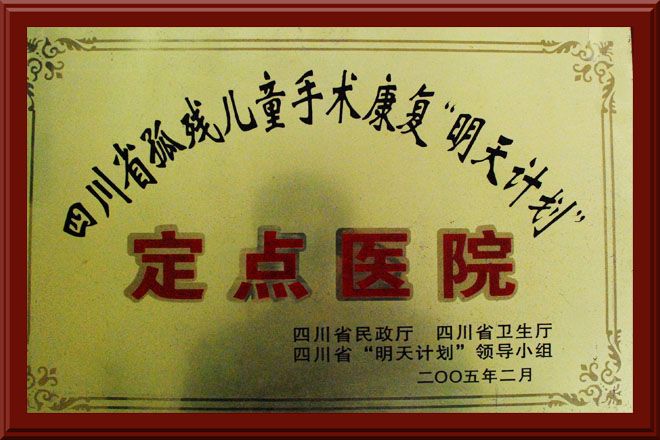 四川省孤残儿童手术康复“明天计划”
定点医院
四川省民政厅 四川省卫生厅
四川省“明天计划”领导小组
二〇〇五年二月